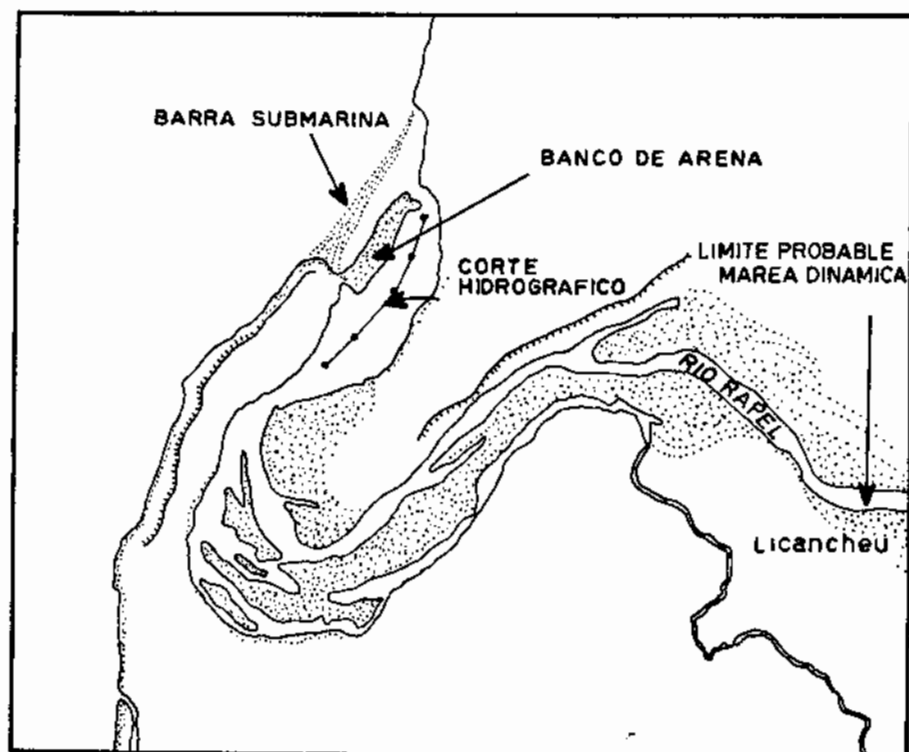 BARRA SUBMARINA
BANCO DE ARENA
LIMITE PROBABLE
MAREA DINAMICA
CORTE
HIDROGRAFICO
RIO RAPEL
Licancheu